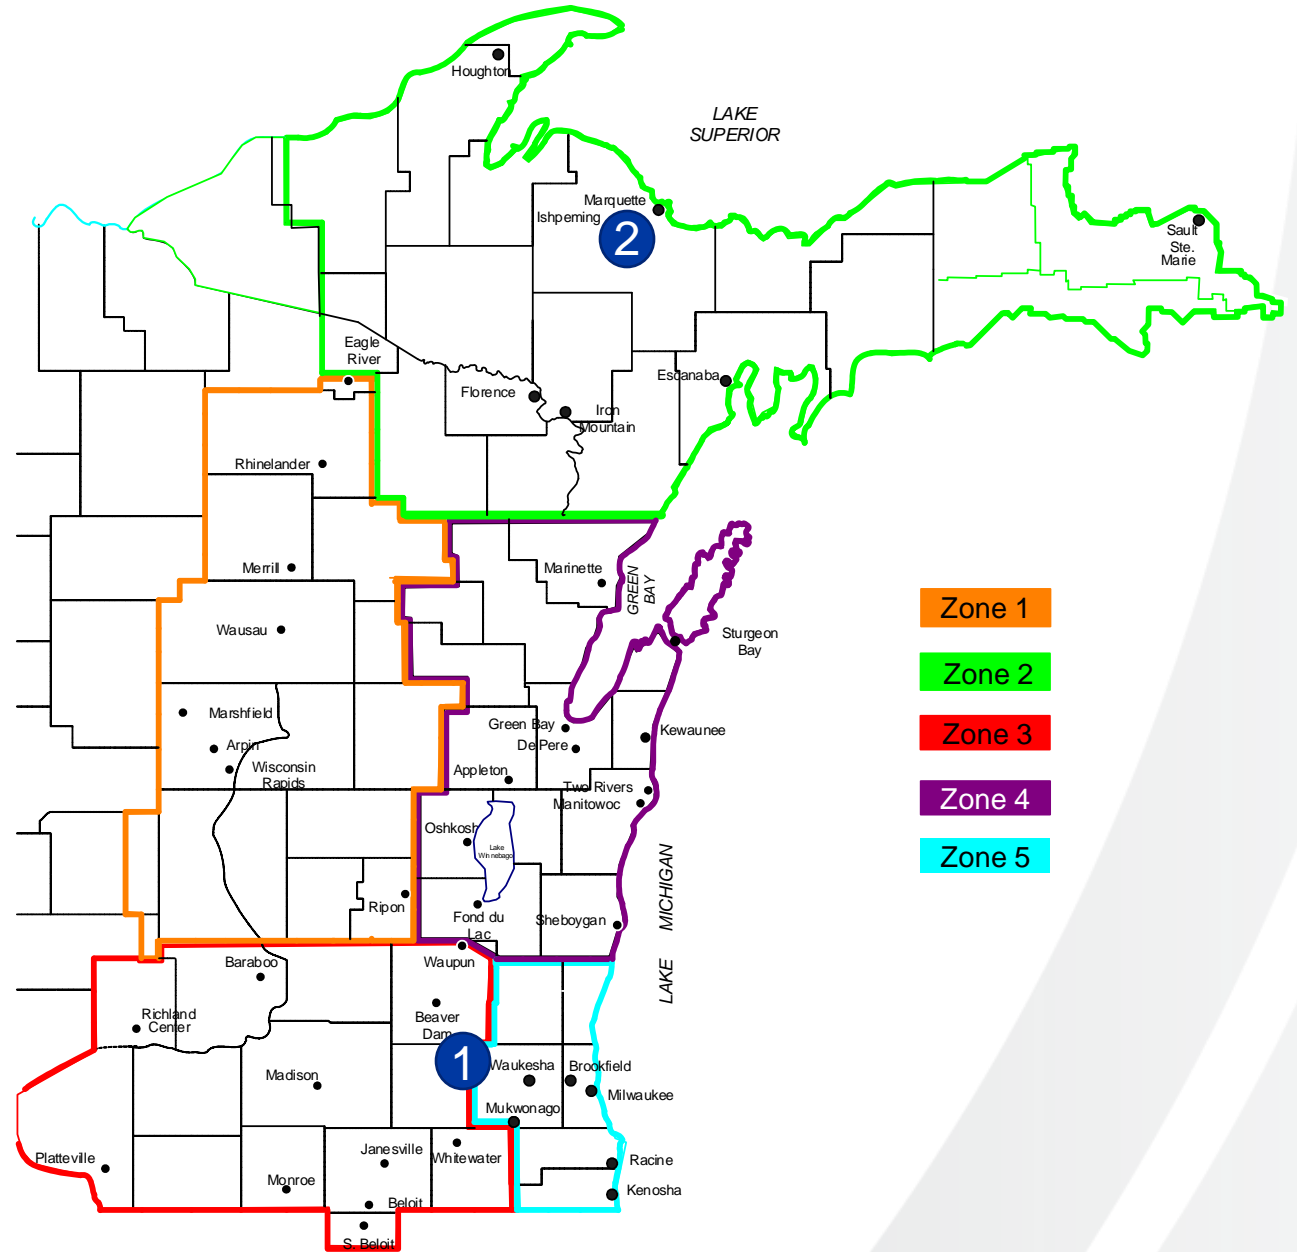 Houghton
LAKE
SUPERIOR
Marquette
Ishpeming
2
Sault
Ste.
Marie
Eagle
River
Escanaba
Florence
Iron
Mountain
Rhinelander
Merrill
Marinette
GREEN
BAY
Zone 1
Wausau
Sturgeon
Bay
Zone 2
Marshfield
Green Bay
Kewaunee
Zone 3
Arpin
De Pere
Wisconsin
Rapids
Appleton
Two Rivers
Manitowoc
Zone 4
Oshkosh
Lake
Winnebago
Zone 5
LAKE MICHIGAN
Ripon
Fond du
Lac
Sheboygan
Waupun
Baraboo
Richland
Center
Beaver
Dam
1
Waukesha
Brookfield
Madison
Milwaukee
Mukwonago
Platteville
Janesville
Whitewater
Racine
Monroe
Kenosha
Beloit
S. Beloit